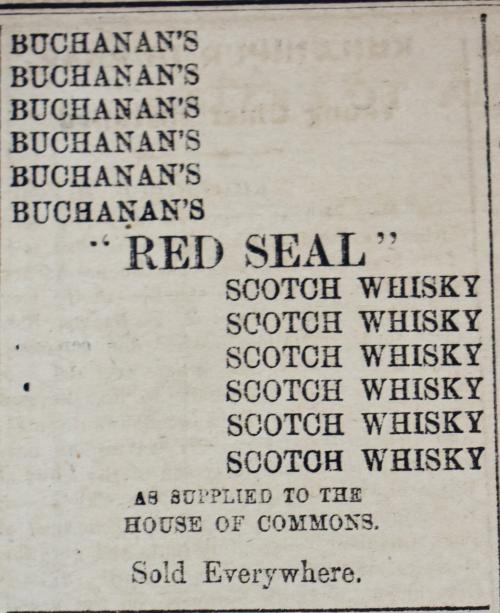 BUCHANAN'S
BUCHANAN'S
BUCHANAN'S
BUCHANAN'S
BUCHANAN'S
BUCHANAN'S
"RED SEAL"
SCOTCH WHISKY
SCOTCH WHISKY
SCOTCH WHISKY
SCOTCH WHISKY
SCOTCH WHISKY
SCOTCH WHISKY
AS SUPPLIED TO THE
HOUSE OF COMMONS.
Sold Everywhere.